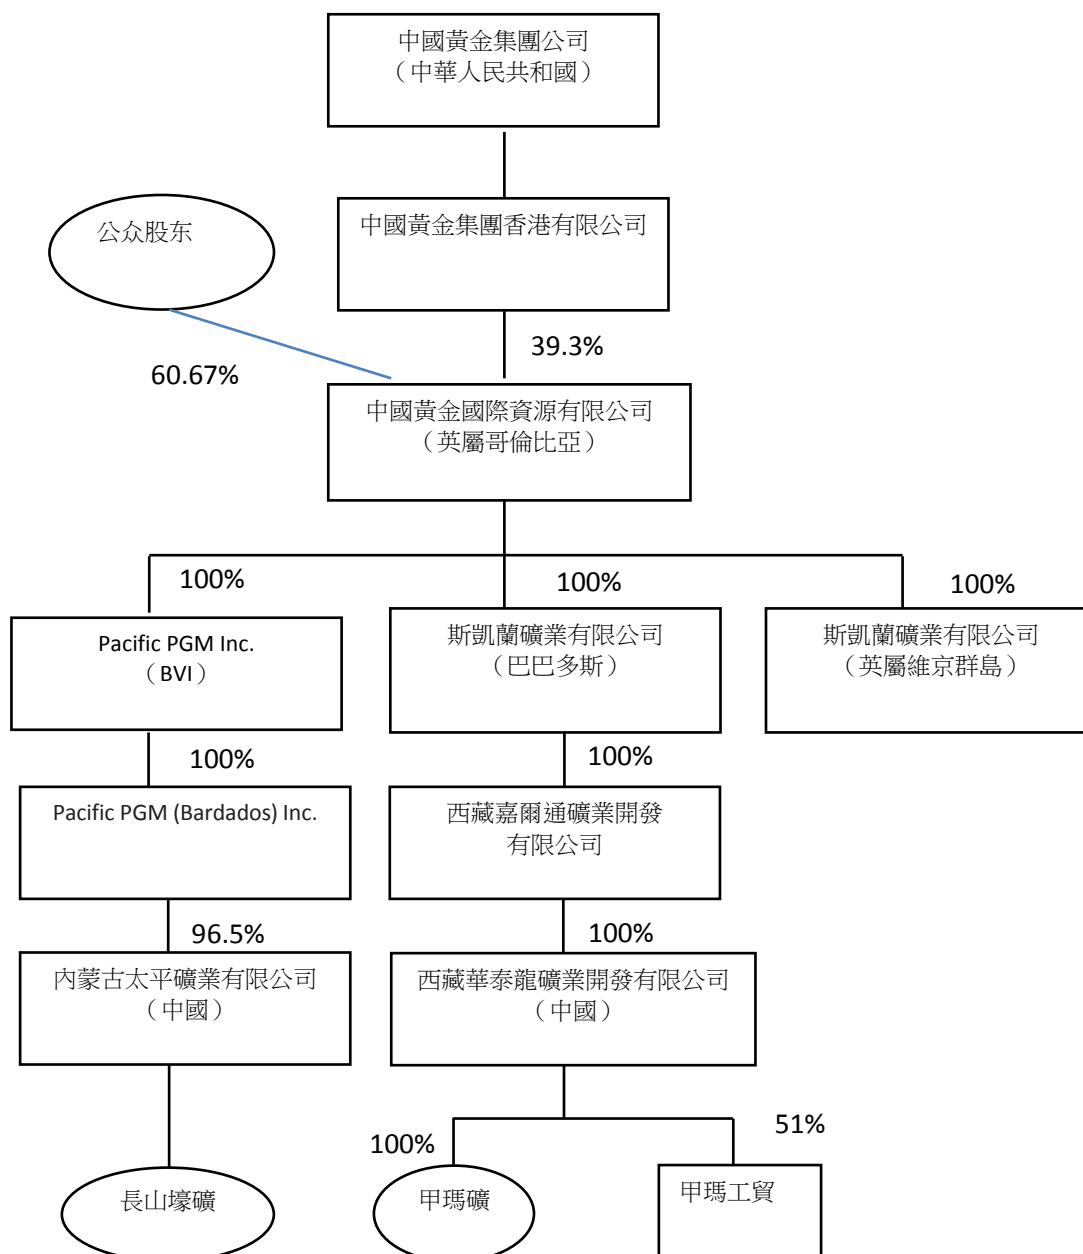 中國黃金集團公司
（中華人民共和國）
公众股东
中國黃金集團香港有限公司
60.67%
39.3%
中國黃金國際資源有限公司
（英屬哥倫比亞）
100%
100%
100%
Pacific PGM Inc.
（BVI）
斯凱蘭礦業有限公司
（巴巴多斯）
斯凱蘭礦業有限公司
（英屬維京群島）
100%
100%
Pacific PGM (Bardados) Inc.
西藏嘉爾通礦業開發
有限公司
96.5%
100%
內蒙古太平礦業有限公司
（中國）
西藏華泰龍礦業開發有限公司
（中國）
100%
51%
長山壕礦
甲瑪礦
甲瑪工貿